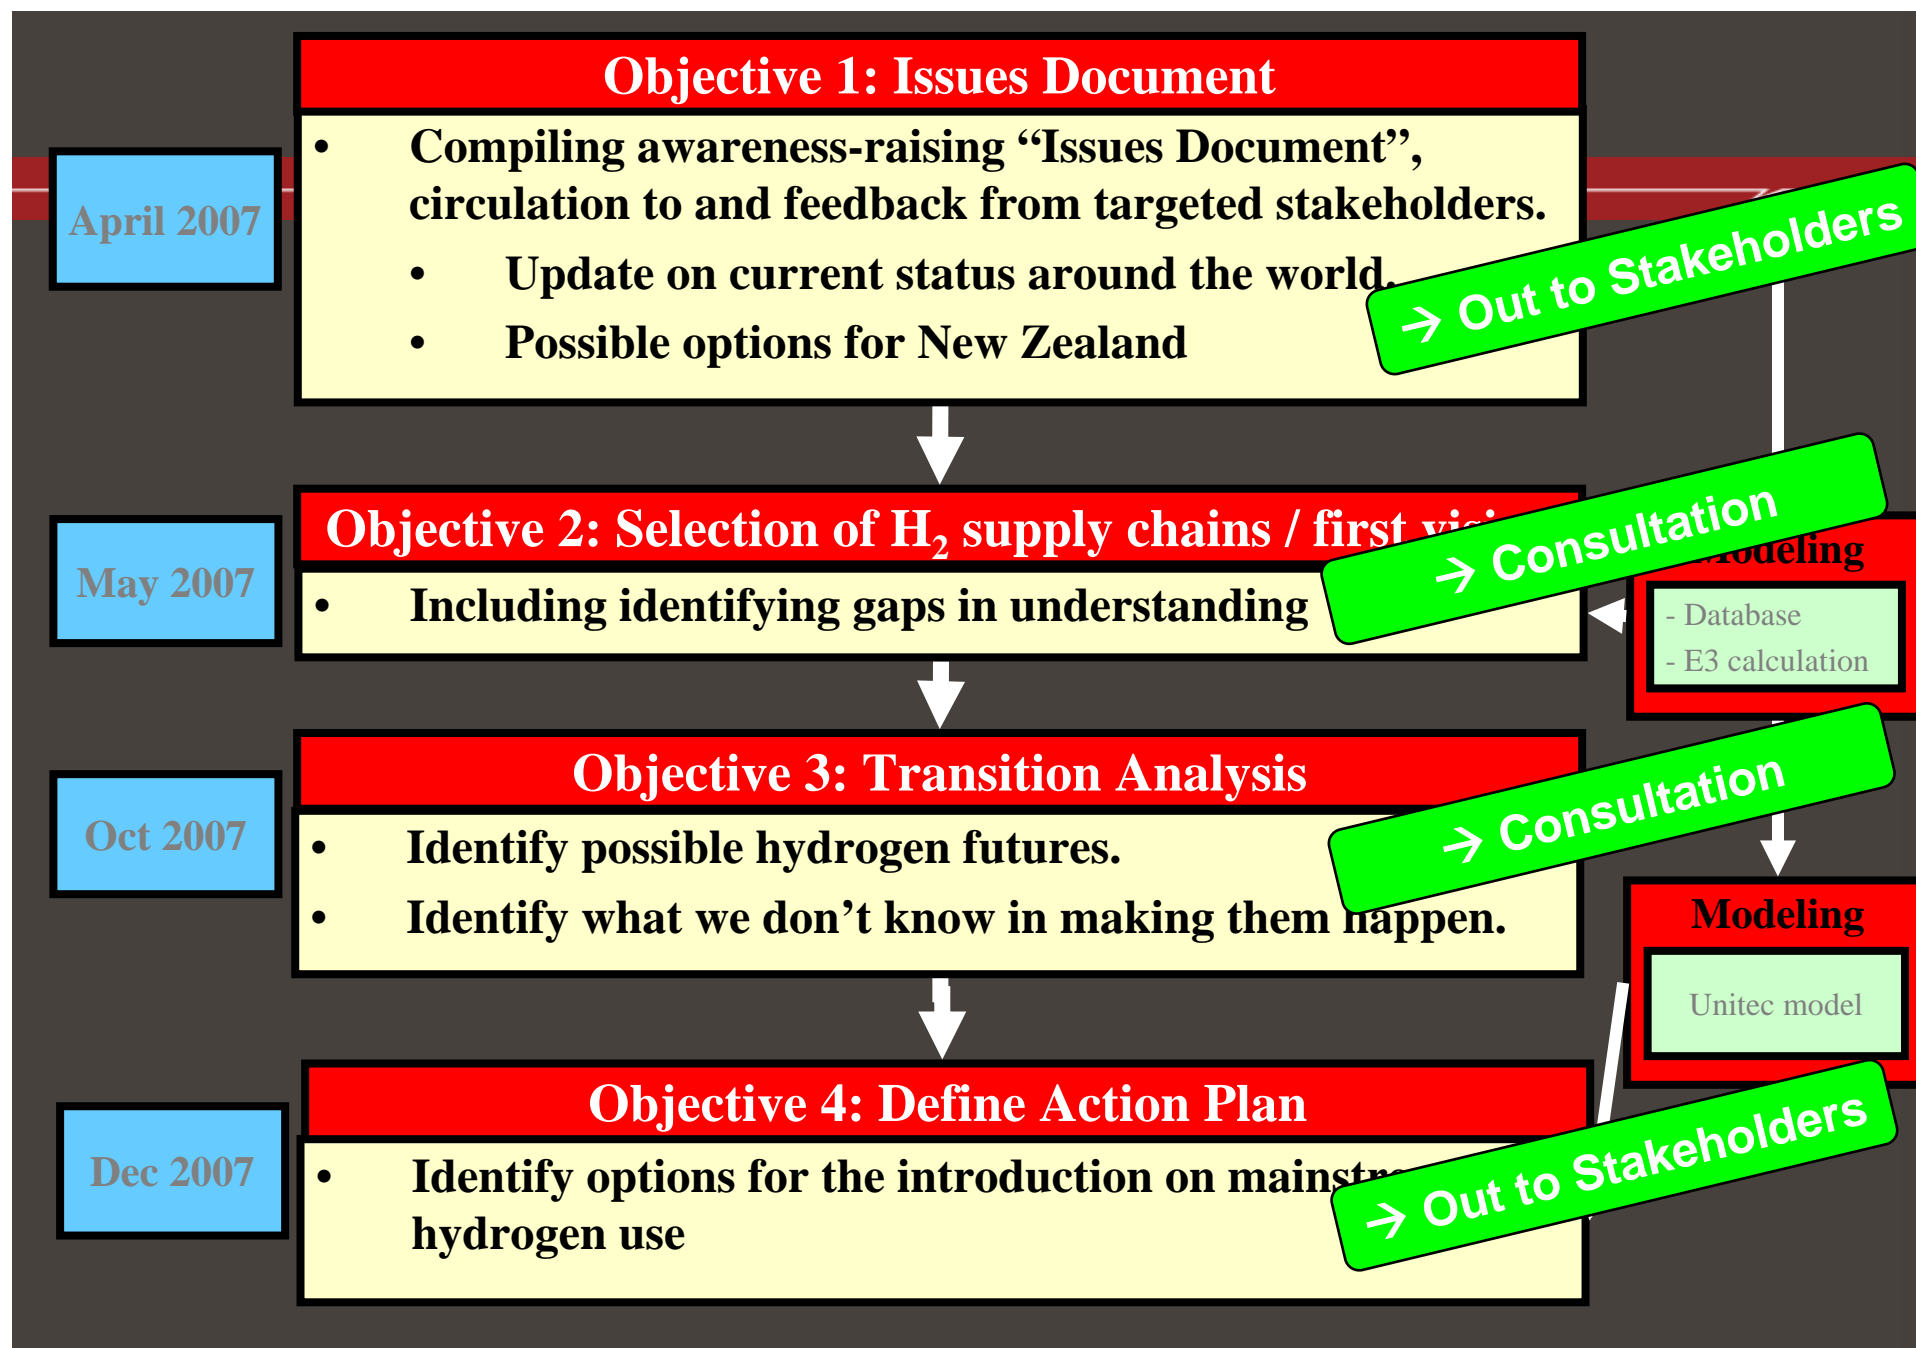 Objective 1: Issues Document
April 2007
• Compiling awareness-raising “Issues Document”,
circulation to and feedback from targeted stakeholders.
• Update on current status around the world.
• Possible options for New Zealand
→ Out to Stakeholders
Objective 2: Selection of H₂ supply chains / first
May 2007
• Including identifying gaps in understanding
→ Consultation
Modeling
- Database
- E3 calculation
Objective 3: Transition Analysis
Oct 2007
• Identify possible hydrogen futures.
• Identify what we don’t know in making them happen.
→ Consultation
Modeling
Unitec model
Objective 4: Define Action Plan
Dec 2007
• Identify options for the introduction on
hydrogen use
→ Out to Stakeholders